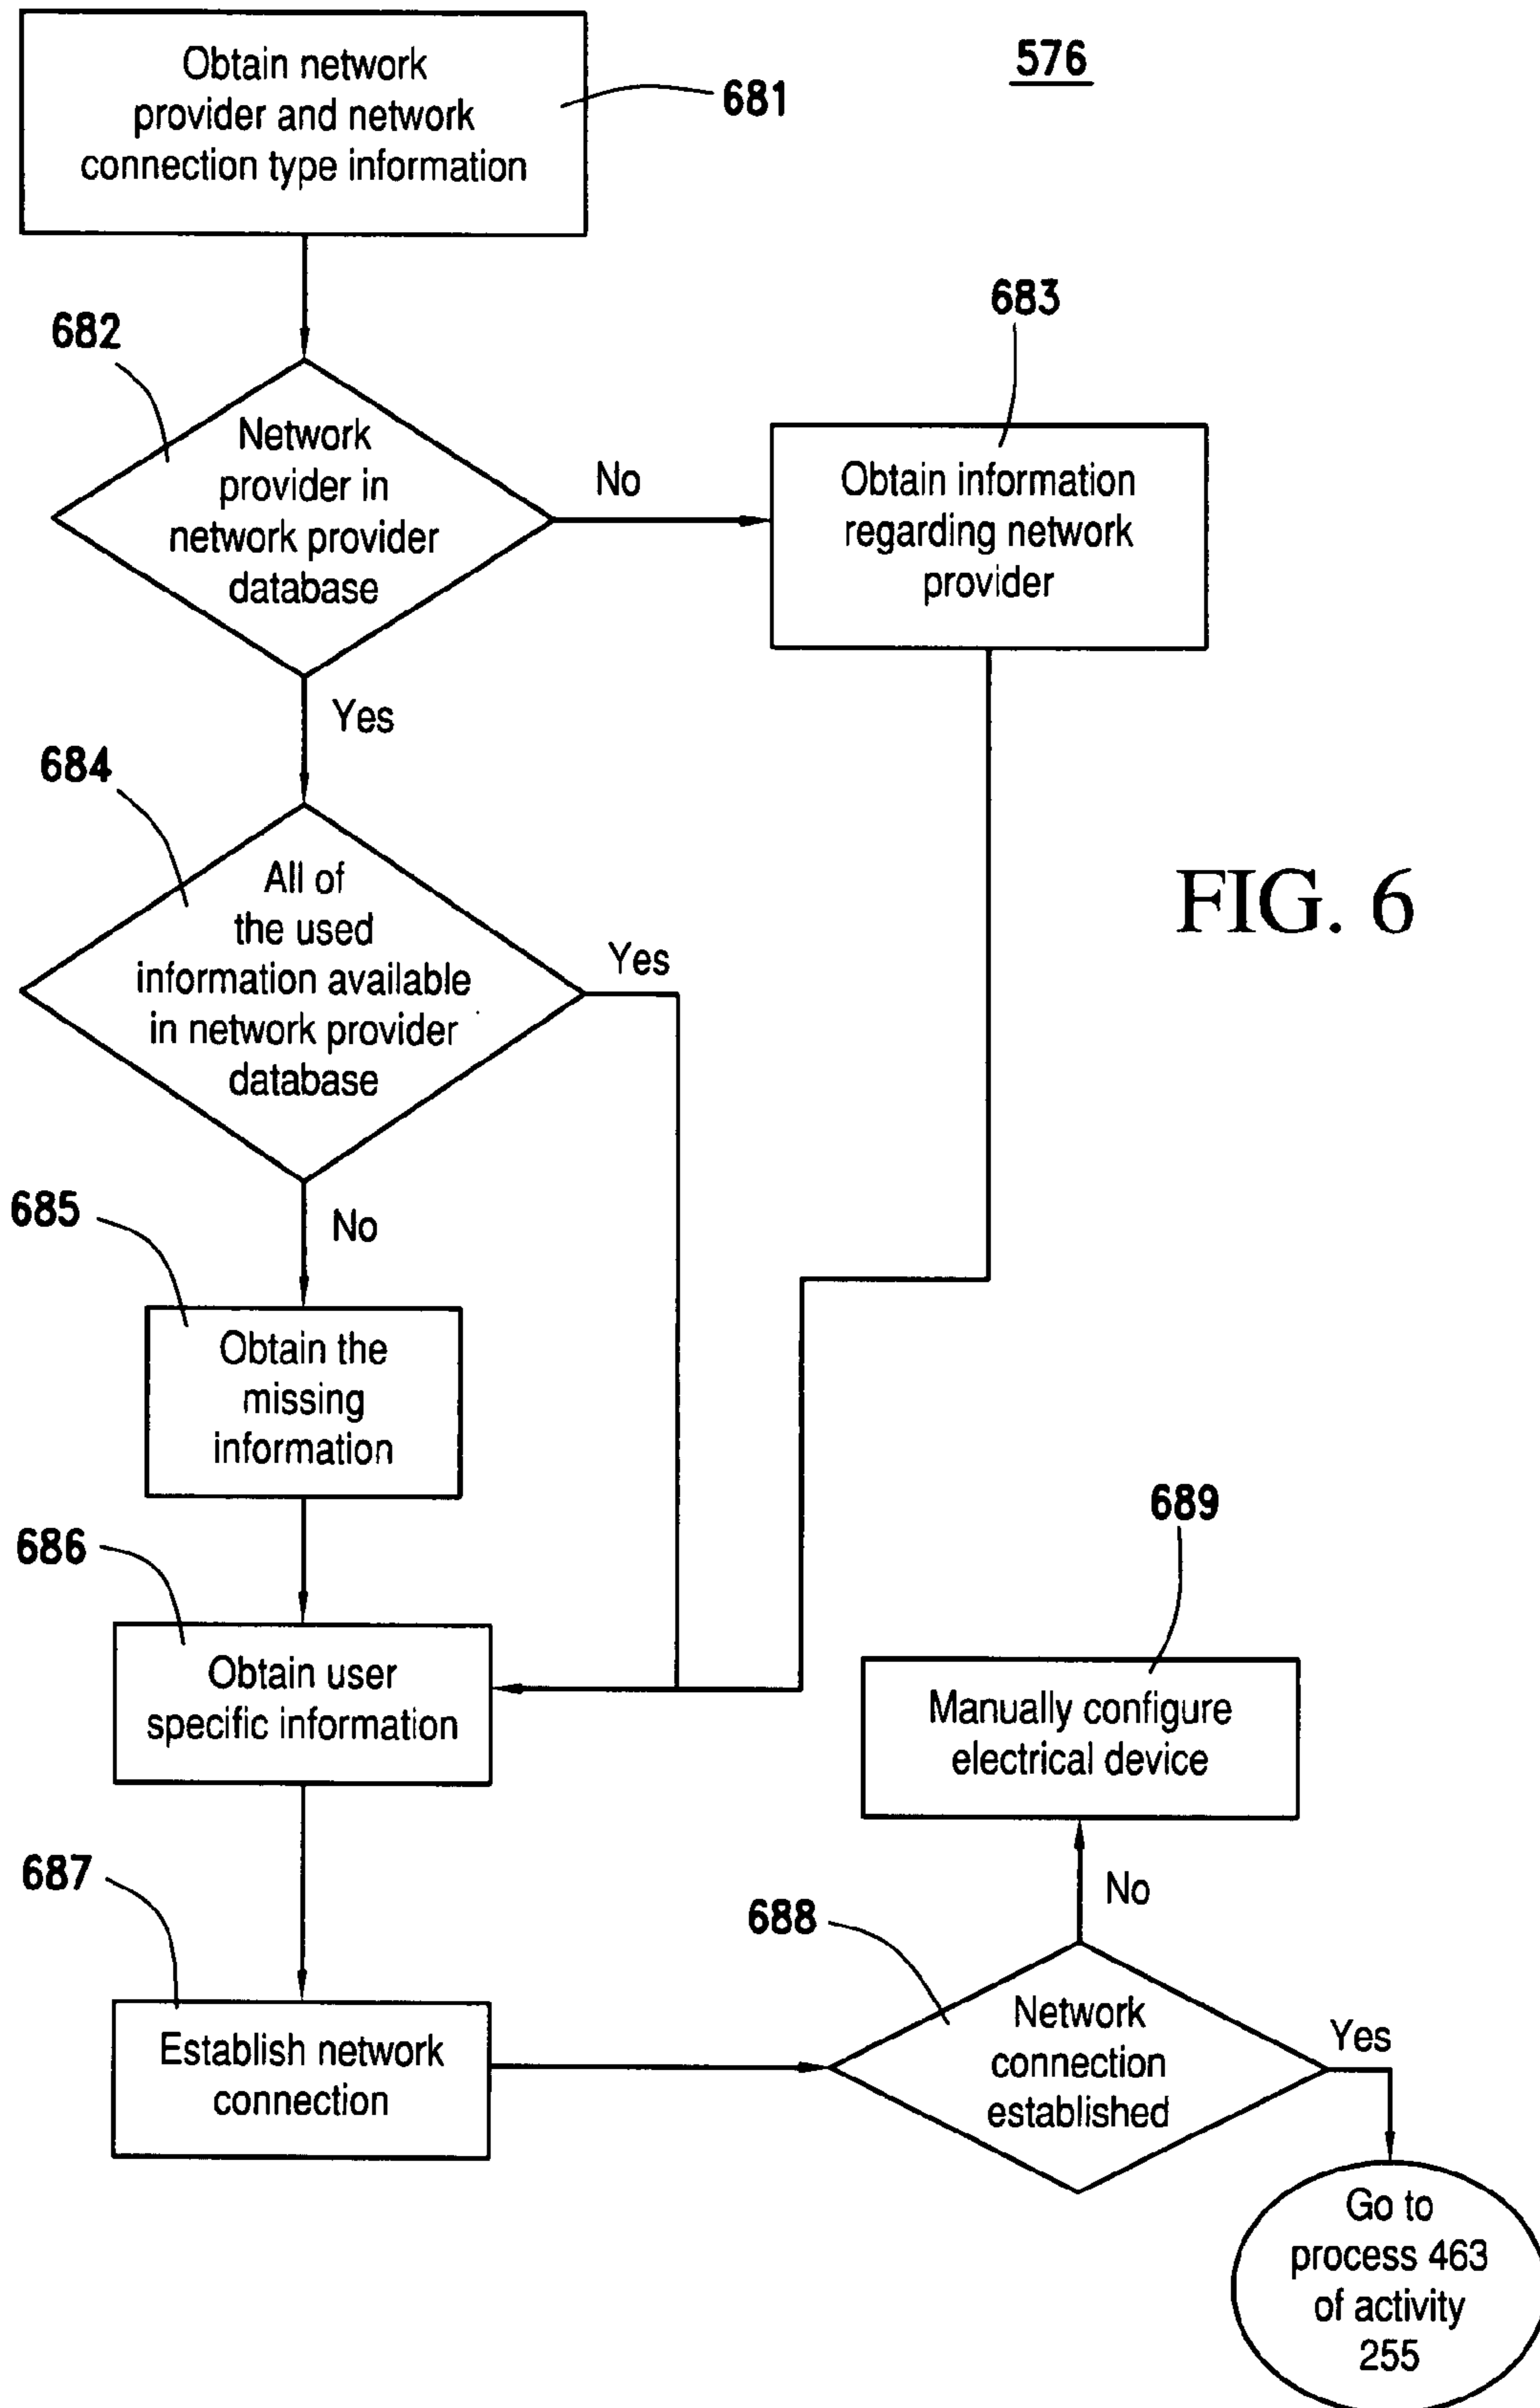 Obtain network
provider and network
connection type information
681
576
682
Network
provider in
network provider
database
No
683
Obtain information
regarding network
provider
Yes
684
All of
the used
information available
in network provider
database
Yes
FIG. 6
No
685
Obtain the
missing
information
686
Obtain user
specific information
689
Manually configure
electrical device
No
687
Establish network
connection
688
Network
connection
established
Yes
Go to
process 463
of activity
255